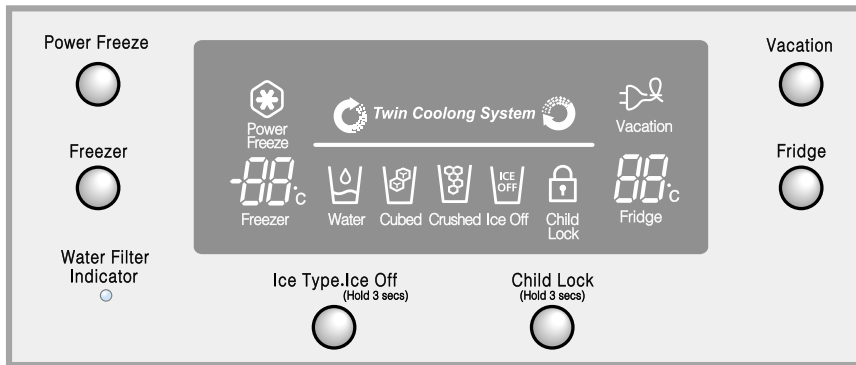 Power Freeze
Vacation
Freezer
Fridge
Water Filter
Indicator
Power
Freeze
Twin Coolong System
Vacation
-88.c
88.c
Freezer
ICE
OFF
Water Cubed Crushed Ice Off Child
Lock
Fridge
Ice Type.Ice Off
(Hold 3 secs)
Child Lock
(Hold 3 secs)